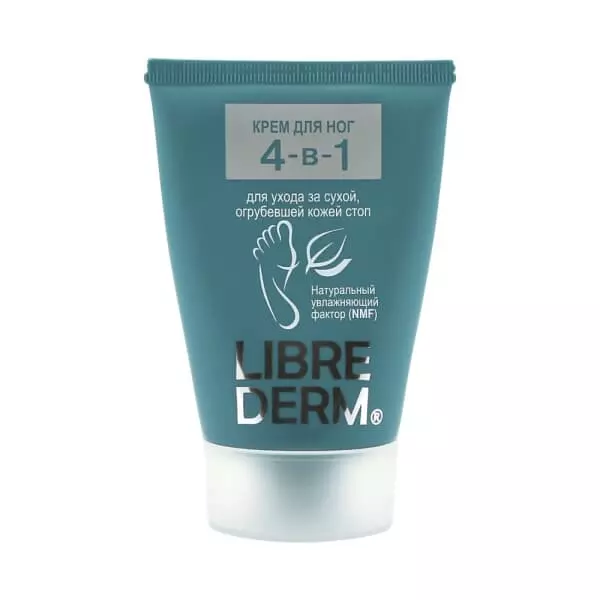 КРЕМ ДЛЯ НОГ
4-в-1
для ухода за сухой,
огрубевшей кожей стоп
Натуральный
увлажняющий
фактор (NMF)
LIBRE
DERM®